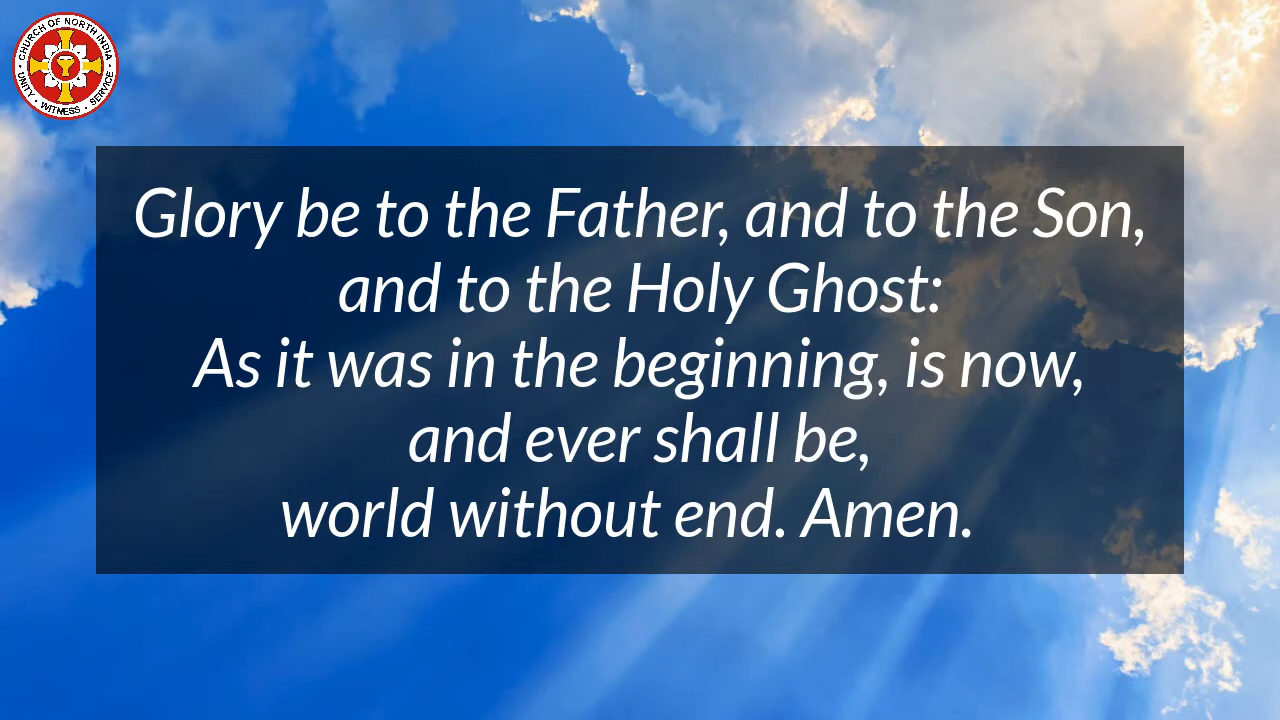 CHURCH OF NORTH INDIA
UNITY • WITNESS • SERVICE
Glory be to the Father, and to the Son,
and to the Holy Ghost:
As it was in the beginning, is now,
and ever shall be,
world without end. Amen.